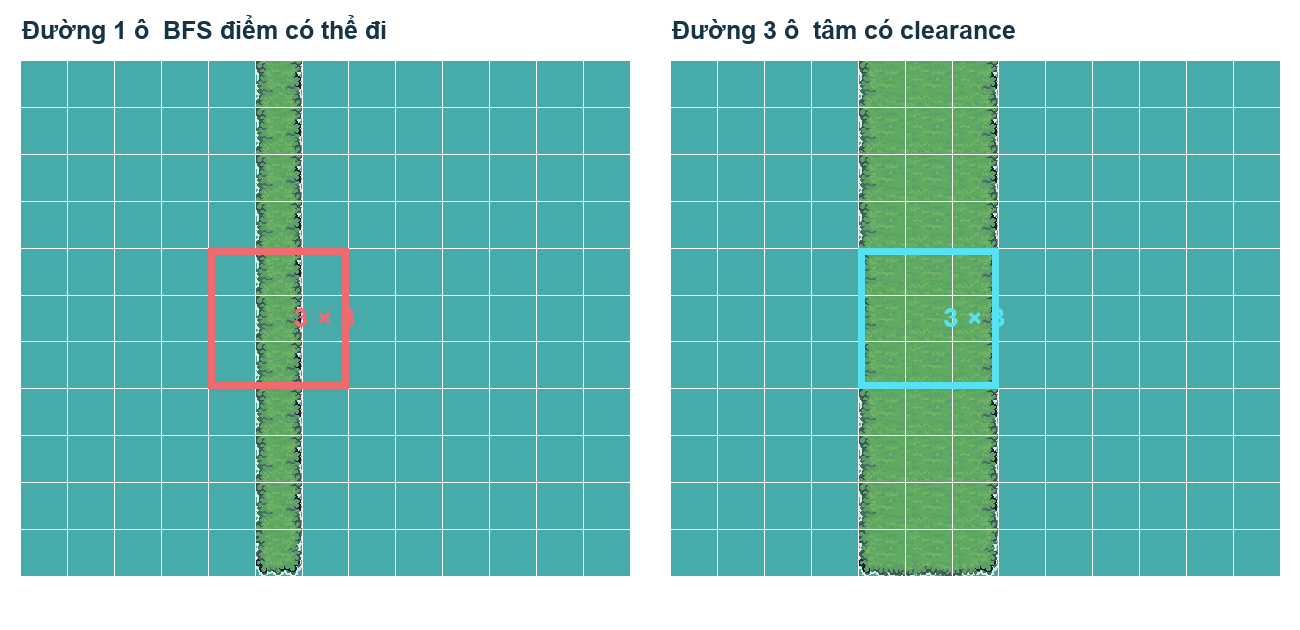 Đường 1 ô  BFS điểm có thể đi
Đường 3 ô  tâm có clearance
3 × 3
3 × 3